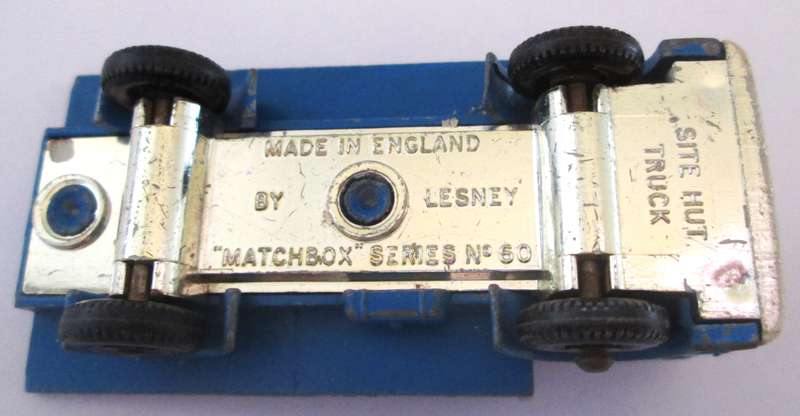 MADE IN ENGLAND
BY LESNEY
"MATCHBOX" SERIES Nº 60
SITE HUT
TRUCK